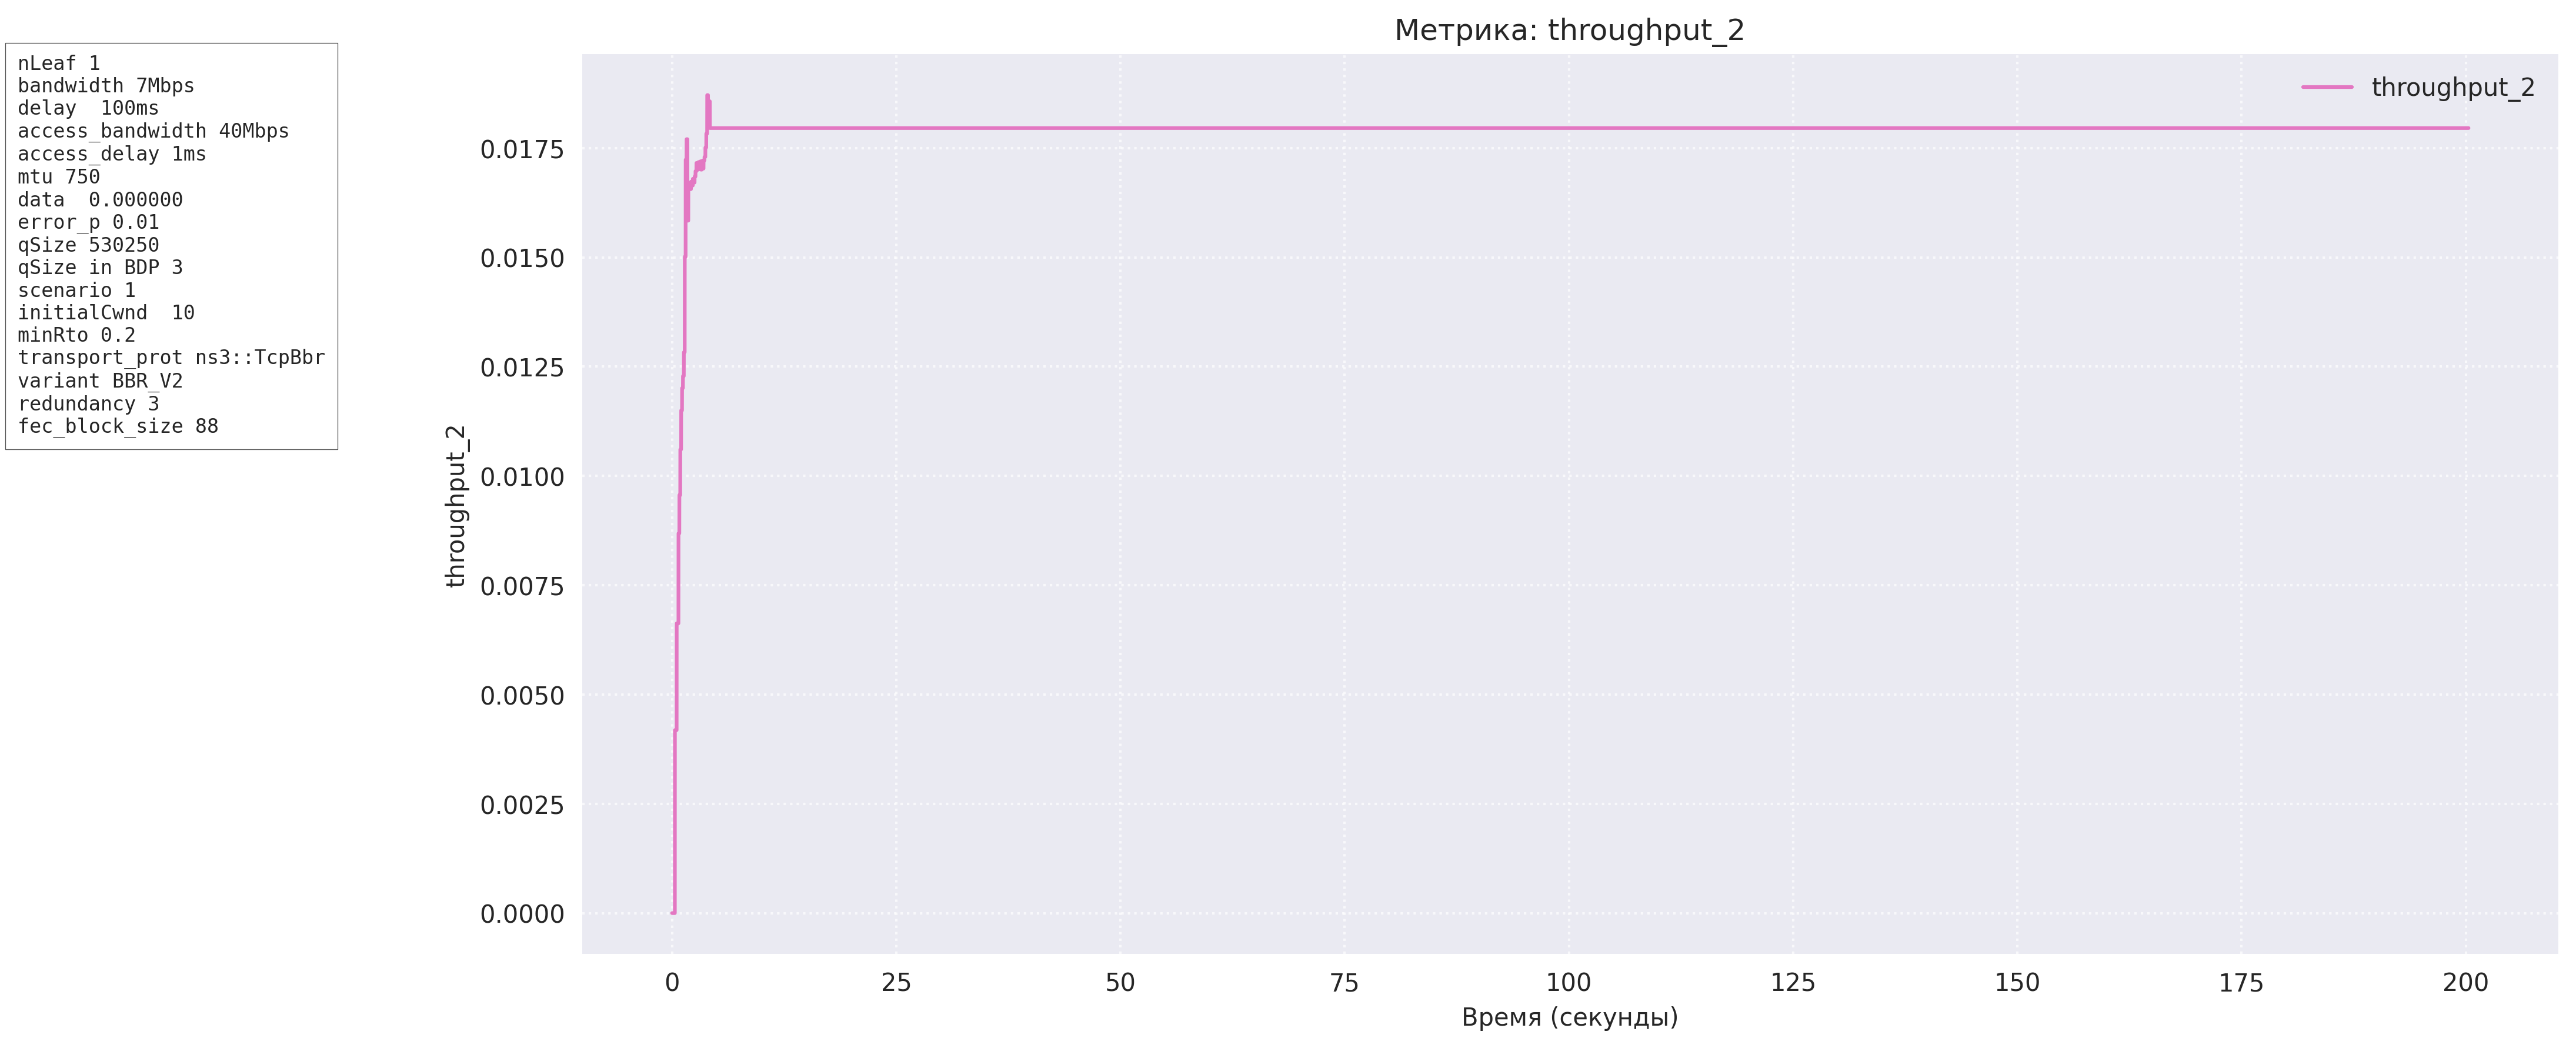 Метрика: throughput_2
nLeaf 1
bandwidth 7Mbps
delay  100ms
access_bandwidth 40Mbps
access_delay 1ms
mtu 750
data  0.000000
error_p 0.01
qSize 530250
qSize in BDP 3
scenario 1
initialCwnd  10
minRto 0.2
transport_prot ns3::TcpBbr
variant BBR_V2
redundancy 3
fec_block_size 88
throughput_2
throughput_2
0.0175
0.0150
0.0125
0.0100
0.0075
0.0050
0.0025
0.0000
0 25 50 75 100 125 150 175 200
Время (секунды)